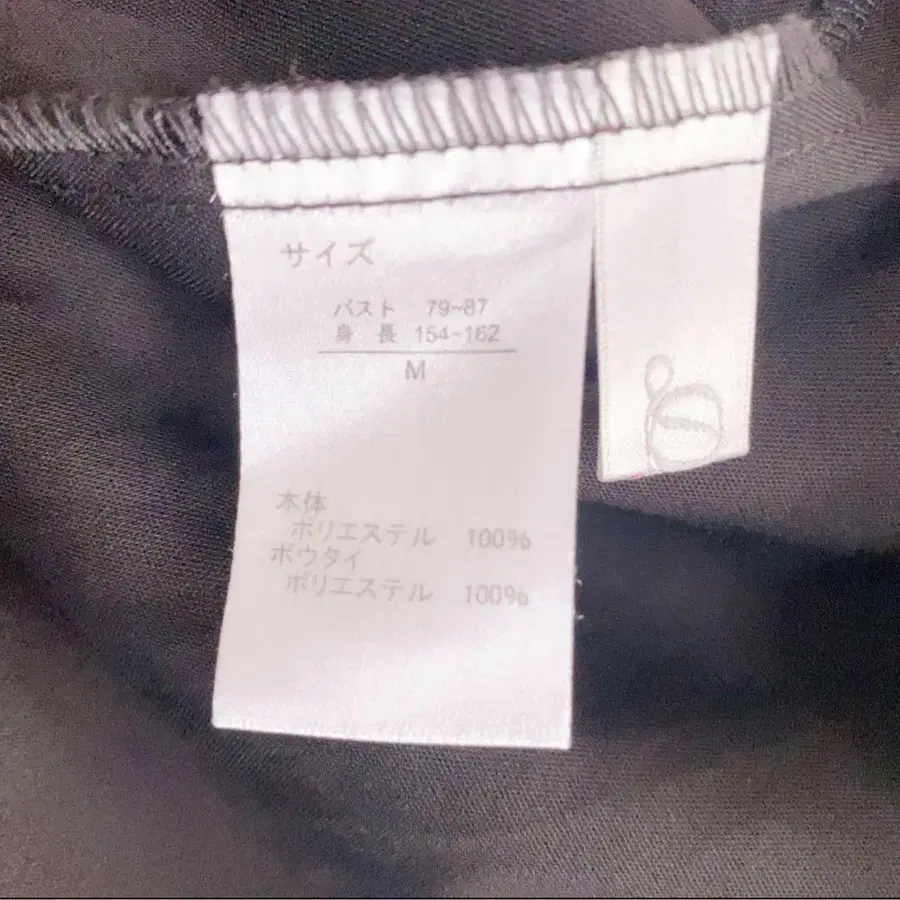 サイズ
バスト 79~87
身 長 154~162
M
本体
ポリエステル 100%
ボウタイ
ポリエステル 100%